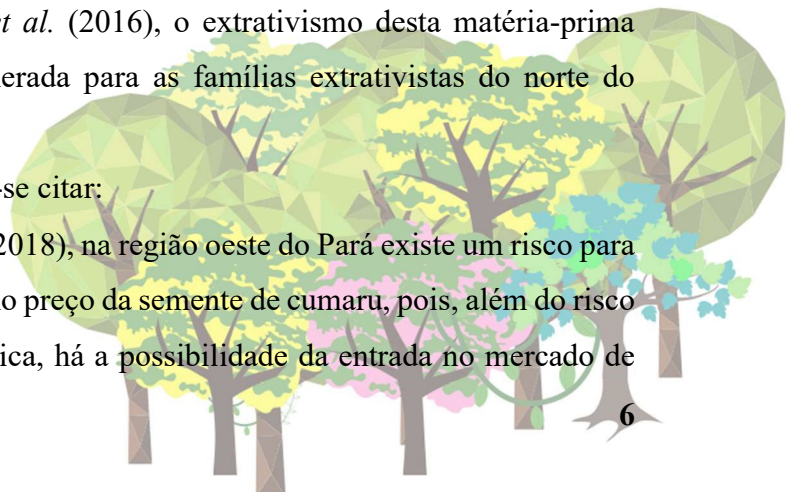 et al. (2016), o extrativismo desta matéria-prima
erada para as famílias extrativistas do norte do
-se citar:
2018), na região oeste do Pará existe um risco para
o preço da semente de cumaru, pois, além do risco
ica, há a possibilidade da entrada no mercado de
6